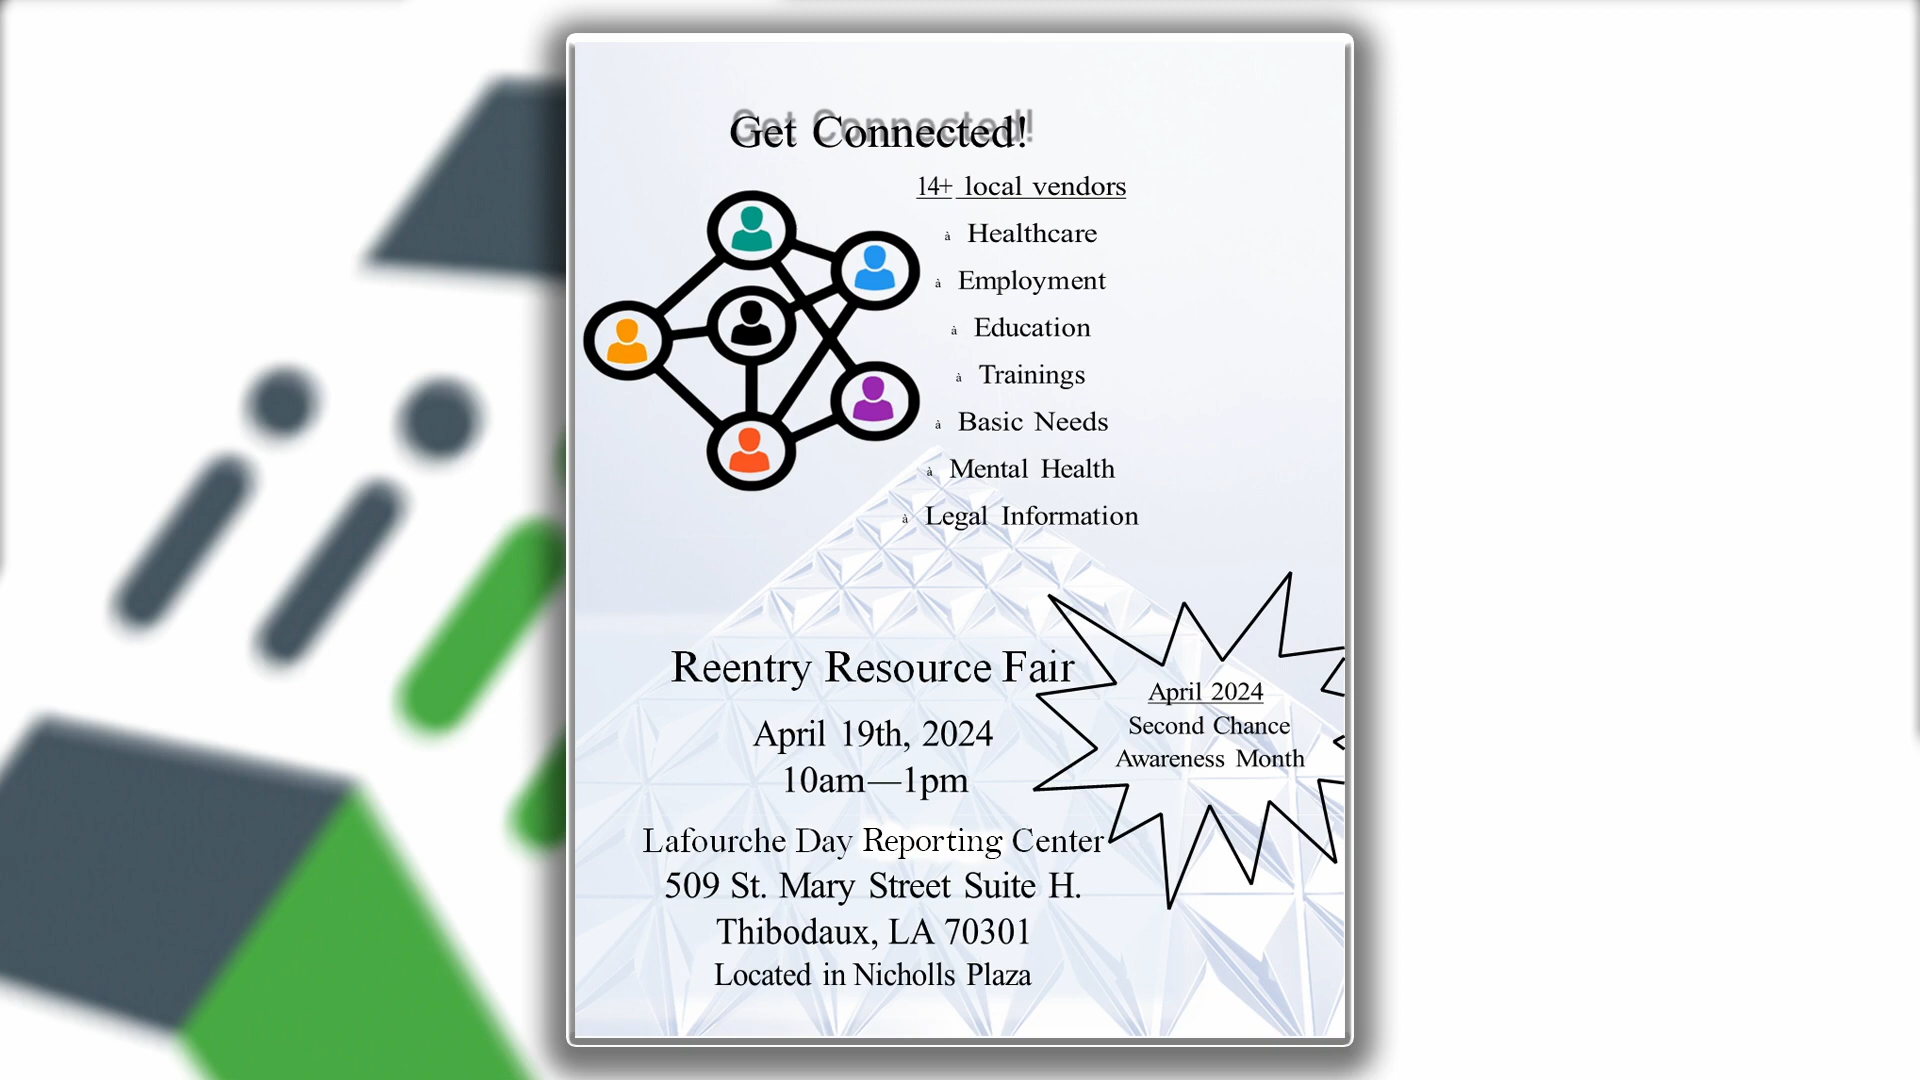 Get Connected!
14+ local vendors
à Healthcare
à Employment
à Education
à Trainings
à Basic Needs
à Mental Health
à Legal Information
Reentry Resource Fair
April 19th, 2024
10am—1pm
April 2024
Second Chance
Awareness Month
Lafourche Day Reporting Center
509 St. Mary Street Suite H.
Thibodaux, LA 70301
Located in Nicholls Plaza